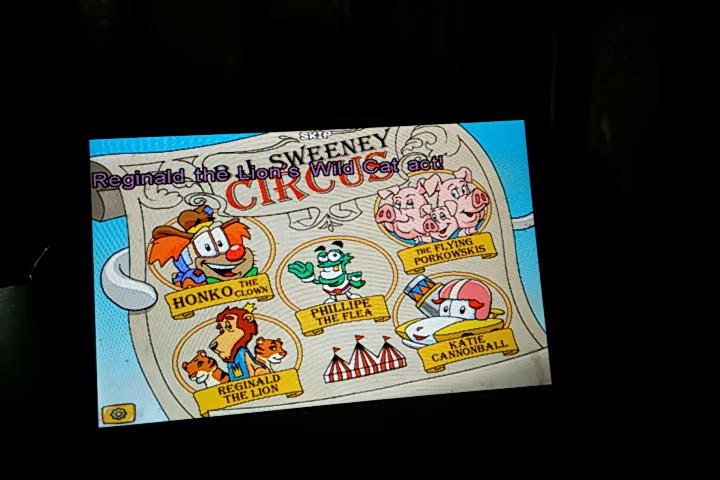 SKIP
B.J. SWEENEY
Reginald the Lion's Wild Cat act!
CIRCUS
THE FLYING
PORKOWSKIS
HONKO THE
CLOWN
PHILLIPE
THE FLEA
KATIE
CANNONBALL
REGINALD
THE LION